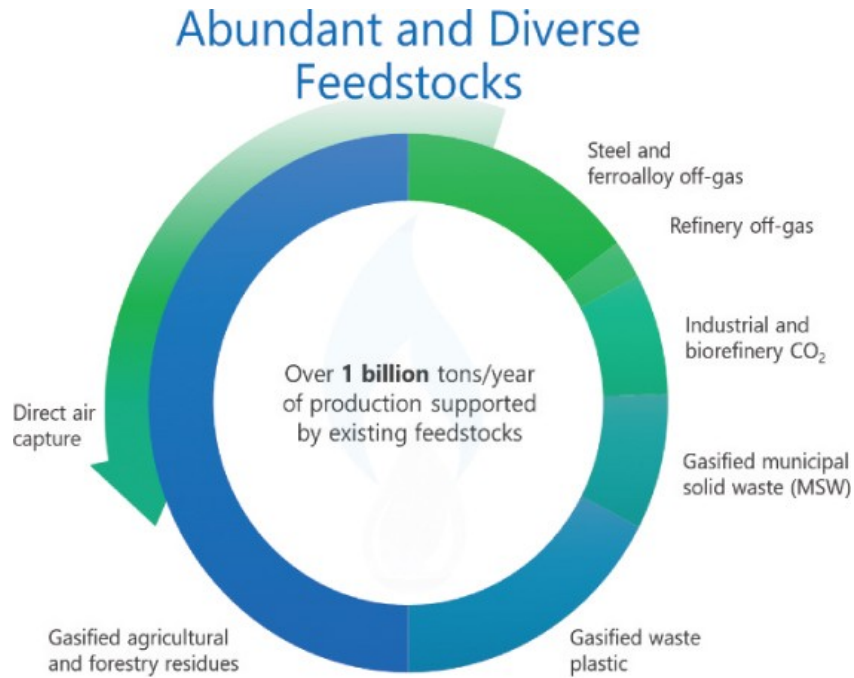 Abundant and Diverse
Feedstocks
Steel and
ferroalloy off-gas
Refinery off-gas
Industrial and
biorefinery CO₂
Over 1 billion tons/year
of production supported
by existing feedstocks
Direct air
capture
Gasified municipal
solid waste (MSW)
Gasified agricultural
and forestry residues
Gasified waste
plastic